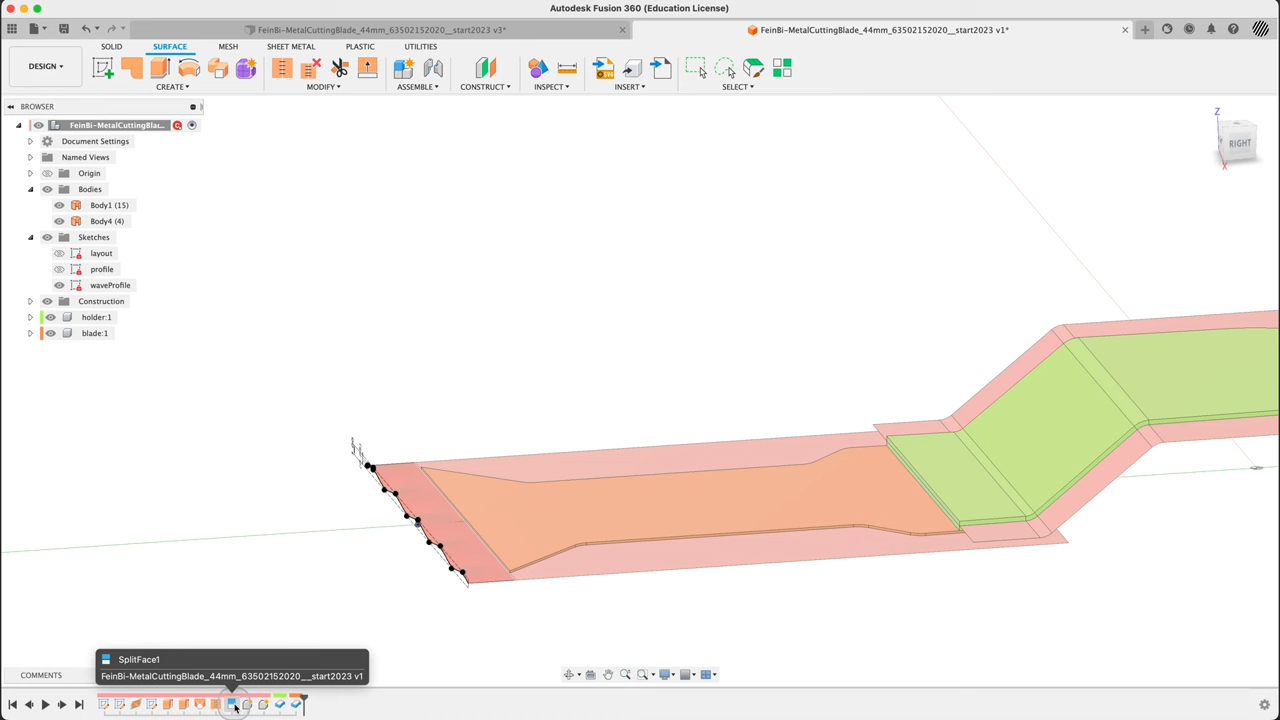 Autodesk Fusion 360 (Education License)
FeinBi-MetalCuttingBlade_44mm_63502152020__start2023 v3*
FeinBi-MetalCuttingBlade_44mm_63502152020__start2023 v1*
SOLID SURFACE MESH SHEET METAL PLASTIC UTILITIES
DESIGN
CREATE MODIFY ASSEMBLE CONSTRUCT INSPECT INSERT SELECT
BROWSER
FeinBi-MetalCuttingBlac...
Document Settings
Named Views
Origin
Bodies
Body1 (15)
Body4 (4)
Sketches
layout
profile
waveProfile
Construction
holder:1
blade:1
Z
RIGHT
X
SplitFace1
FeinBi-MetalCuttingBlade_44mm_63502152020__start2023 v1
COMMENTS